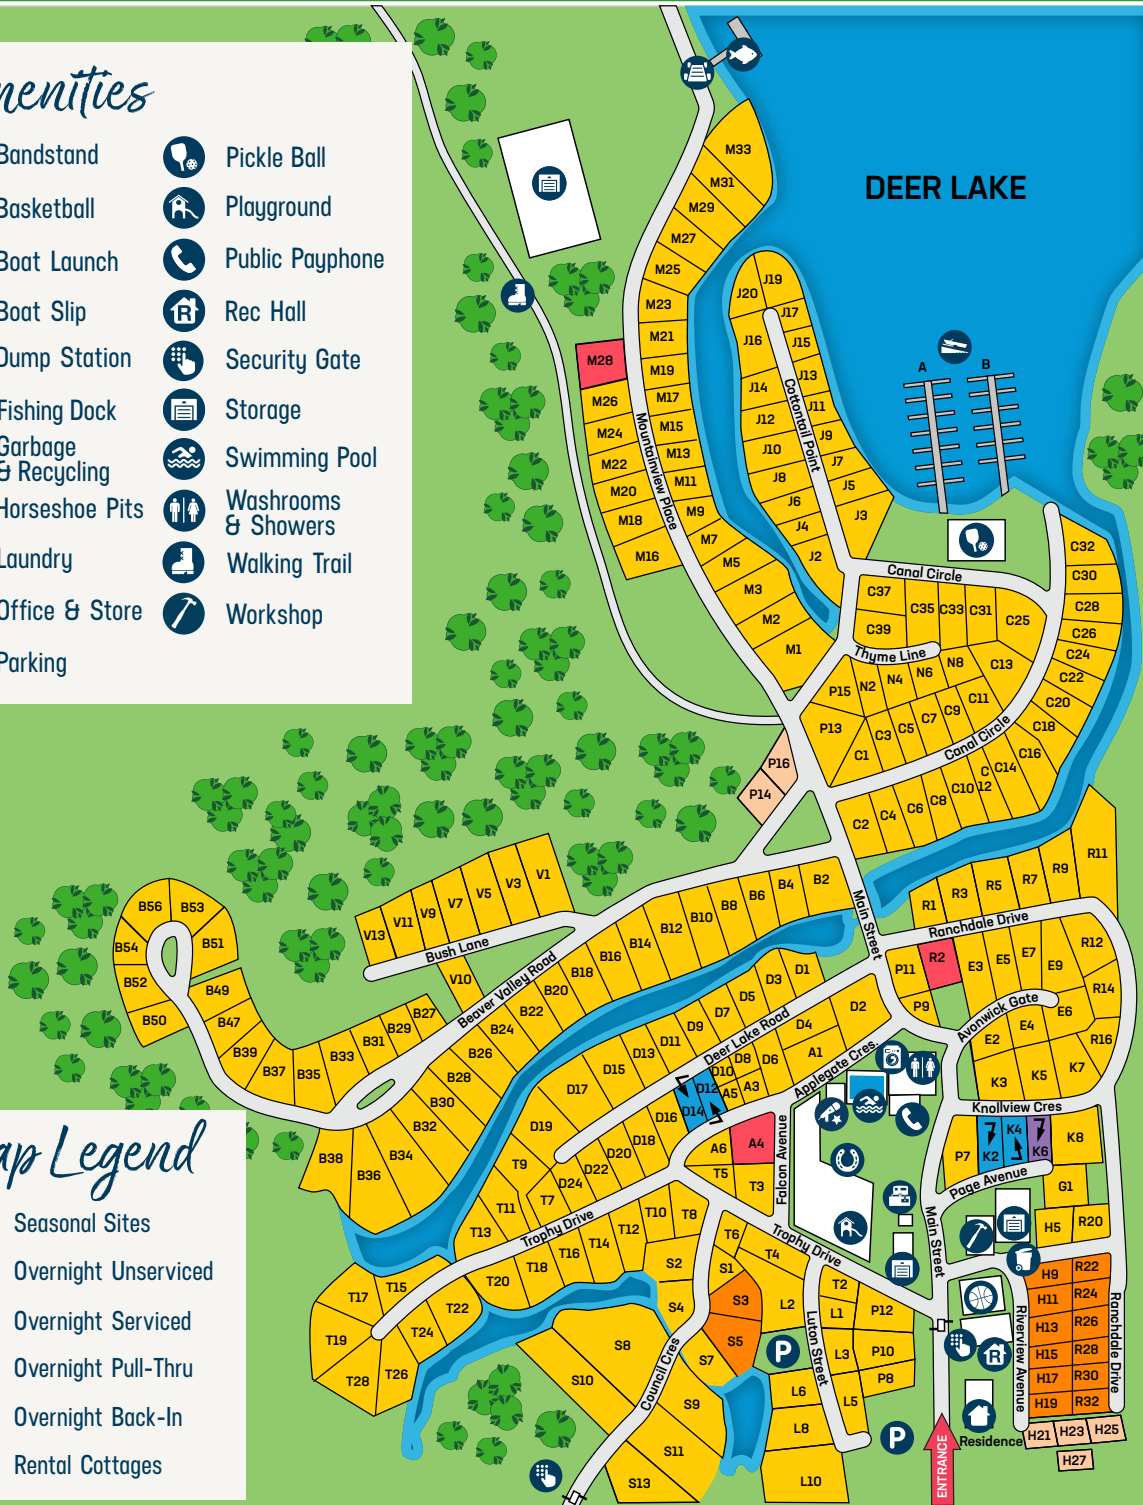 menities
Bandstand
Basketball
Boat Launch
Boat Slip
Dump Station
Fishing Dock
Garbage
& Recycling
Horseshoe Pits
Laundry
Office & Store
Parking
Pickle Ball
Playground
Public Payphone
R
Rec Hall
Security Gate
Storage
Swimming Pool
Washrooms
& Showers
Walking Trail
Workshop
DEER LAKE
A
B
M33
M31
M29
M27
M25
M23
M21
M19
M17
M15
M13
M11
M9
M7
M5
M3
M2
M1
M28
M26
M24
M22
M20
M18
M16
Mountainview Place
J20
J19
J17
J16
J15
J14
J13
J12
J11
J10
J9
J8
J7
J6
J5
J4
J3
J2
Cottontail Point
Canal Circle
C37
C39
C35
C33
C31
C25
C32
C30
C28
C26
C24
C22
C20
C18
C16
C14
C
12
C10
C8
C6
C4
C2
Thyme Line
P15
N2
N4
N6
N8
C13
C11
C9
C7
C5
C3
C1
P13
Canal Circle
P16
P14
Main Street
V1
V3
V5
V7
V9
V11
V13
V10
Bush Lane
Beaver Valley Road
B2
B4
B6
B8
B10
B12
B14
B16
B18
B20
B22
B24
B26
B28
B30
B32
B34
B36
B38
B56
B53
B54
B51
B52
B49
B50
B47
B39
B37
B35
B33
B31
B29
B27
R1
R3
R5
R7
R9
R11
Ranchdale Drive
R2
R12
R14
R16
P11
P9
E3
E5
E7
E9
E6
E4
E2
Avonwick Gate
K3
K5
K7
Knollview Cres
P7
K2
K4
K6
K8
Page Avenue
G1
H5
R20
D1
D3
D5
D7
D9
D11
D13
D15
D17
D19
Deer Lake Road
D2
D4
D6
D8
D10
D12
D14
D16
D18
D20
D22
D24
A1
A3
A5
A6
A4
Applegate Cres.
Falcon Avenue
T5
T3
T9
T7
T11
T13
Trophy Drive
T6
T4
T2
T8
T10
T12
T14
T16
T18
T20
T22
T24
T26
T28
T19
T17
T15
Trophy Drive
S1
S2
S3
S4
S5
S7
S8
S9
S10
S11
S13
Council Cres
L2
L1
L3
L5
L6
L8
L10
Luton Street
P12
P10
P8
P
P
Main Street
H9
H11
H13
H15
H17
H19
R22
R24
R26
R28
R30
R32
H21
H23
H25
H27
Riverview Avenue
Ranchdale Drive
R
Residence
ENTRANCE
ap Legend
Seasonal Sites
Overnight Unserviced
Overnight Serviced
Overnight Pull-Thru
Overnight Back-In
Rental Cottages